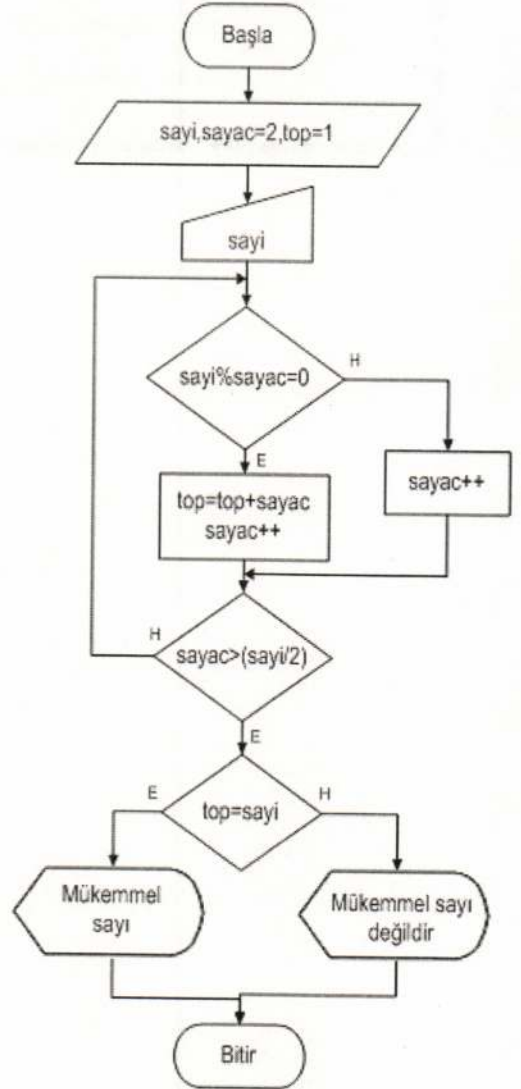 Başla
sayi,sayac=2,top=1
sayi
sayi%sayac=0
H
E
top=top+sayac
sayac++
sayac++
H
sayac>(sayi/2)
E
E
top=sayi
H
Mükemmel
sayı
Mükemmel sayı
değildir
Bitir